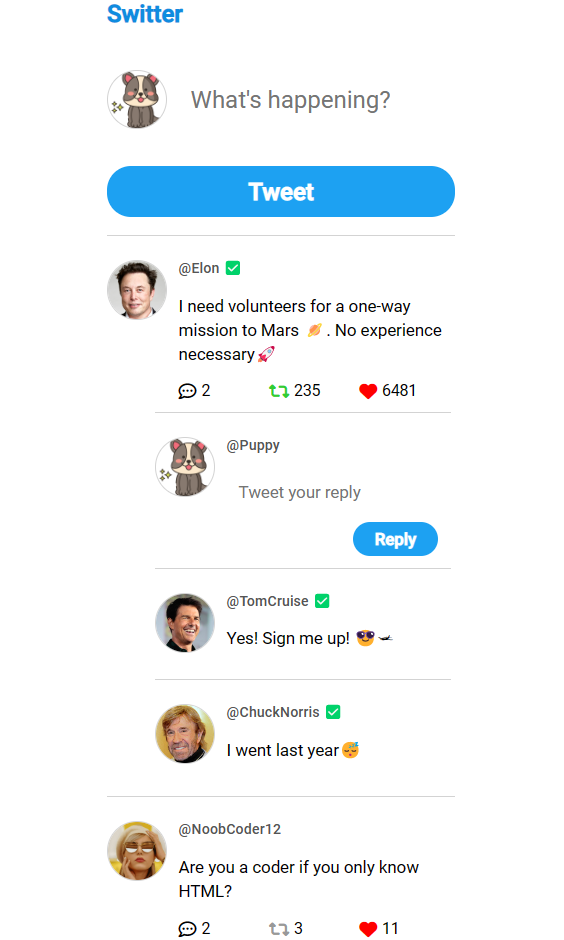 Switter
What's happening?
Tweet
@Elon ✅
I need volunteers for a one-way
mission to Mars 🪐. No experience
necessary🚀
2 235 6481
@Puppy
Tweet your reply
Reply
@TomCruise ✅
Yes! Sign me up! 😎🛩
@ChuckNorris ✅
I went last year😴
@NoobCoder12
Are you a coder if you only know
HTML?
2 3 11